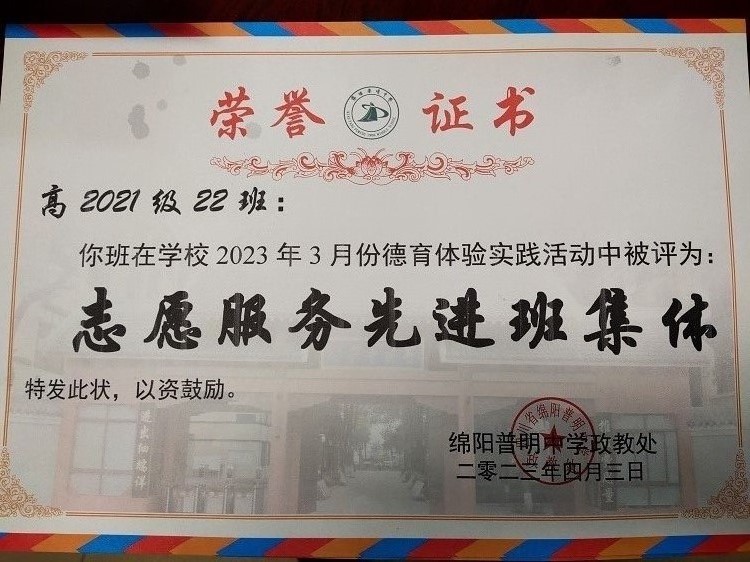 荣誉证书
高2021级22班：
你班在学校2023年3月份德育体验实践活动中被评为：
志愿服务先进班集体
特发此状，以资鼓励。
绵阳普明中学政教处
二零二三年四月三日